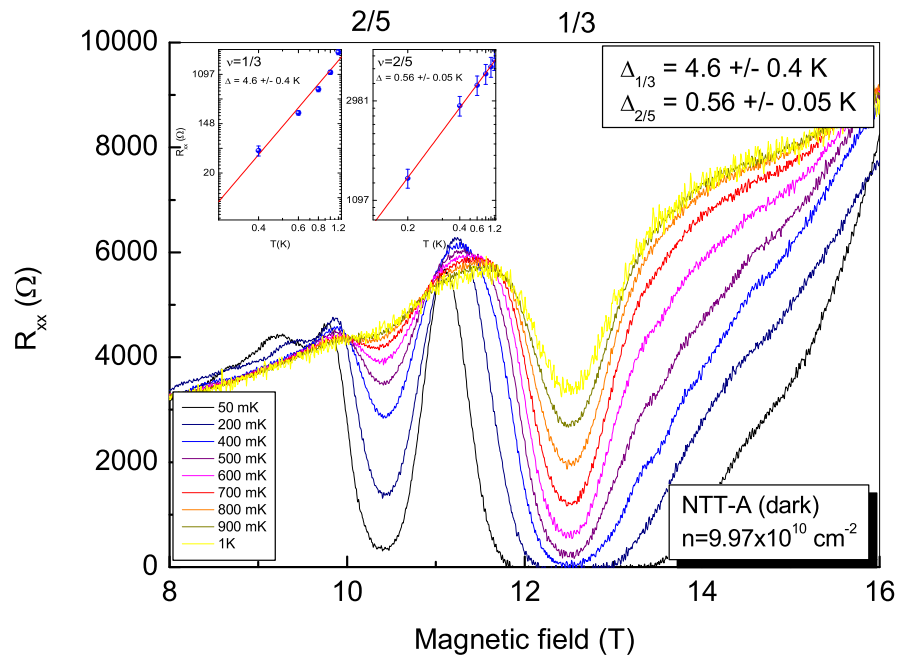 2/5 1/3
10000
8000
6000
4000
2000
0
8 10 12 14 16
Rxx (Ω)
Magnetic field (T)
ν=1/3
Δ = 4.6 +/- 0.4 K
1097
148
20
Rxx (Ω)
0.4 0.6 0.8 1.2
T(K)
ν=2/5
Δ = 0.56 +/- 0.05 K
2981
1097
0.2 0.4 0.6 0.8 1.2
T (K)
Δ1/3 = 4.6 +/- 0.4 K
Δ2/5 = 0.56 +/- 0.05 K
50 mK
200 mK
400 mK
500 mK
600 mK
700 mK
800 mK
900 mK
1K
NTT-A (dark)
n=9.97x10^10 cm^-2